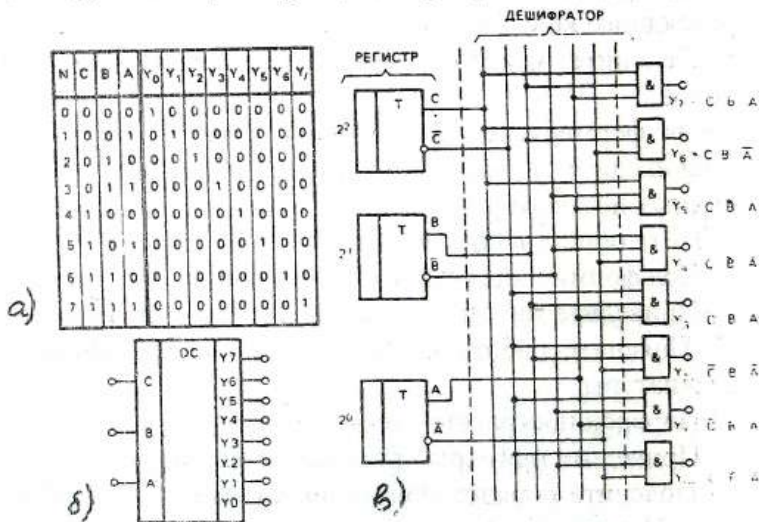 ДЕШИФРАТОР
РЕГИСТР
N C B A Y0 Y1 Y2 Y3 Y4 Y5 Y6
0 0 0 0 1 0 0 0 0 0 0 0
1 0 0 1 0 1 0 0 0 0 0 0
2 0 1 0 0 0 1 0 0 0 0 0
3 0 1 1 0 0 0 1 0 0 0 0
4 1 0 0 0 0 0 0 1 0 0 0
5 1 0 1 0 0 0 0 0 1 0 0
6 1 1 0 0 0 0 0 0 0 1 0
7 1 1 1 0 0 0 0 0 0 0 1
а)
DC
C
B
A
Y7
Y6
Y5
Y4
Y3
Y2
Y1
Y0
б)
2²
T
C
C̅
2¹
T
B
B̅
2⁰
T
A
A̅
в)
&
&
Y6 = C B A̅
&
&
&
&
&
&